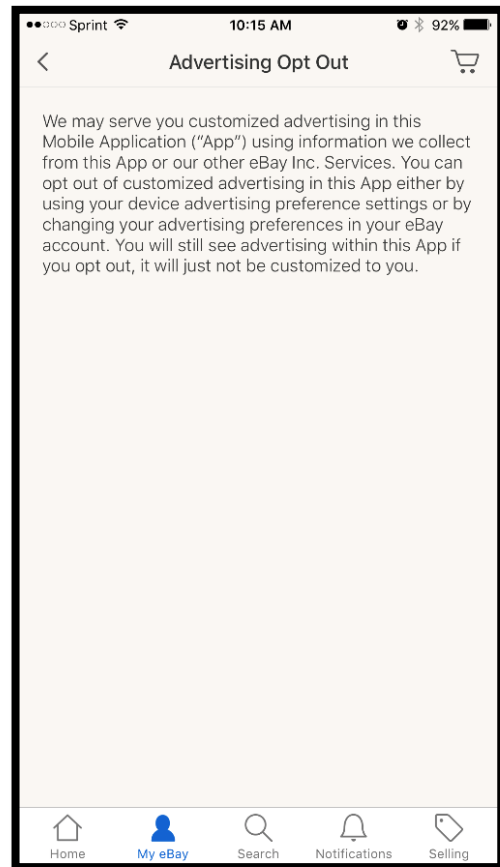 Sprint 10:15 AM 92%
Advertising Opt Out
We may serve you customized advertising in this
Mobile Application (“App”) using information we collect
from this App or our other eBay Inc. Services. You can
opt out of customized advertising in this App either by
using your device advertising preference settings or by
changing your advertising preferences in your eBay
account. You will still see advertising within this App if
you opt out, it will just not be customized to you.
Home My eBay Search Notifications Selling